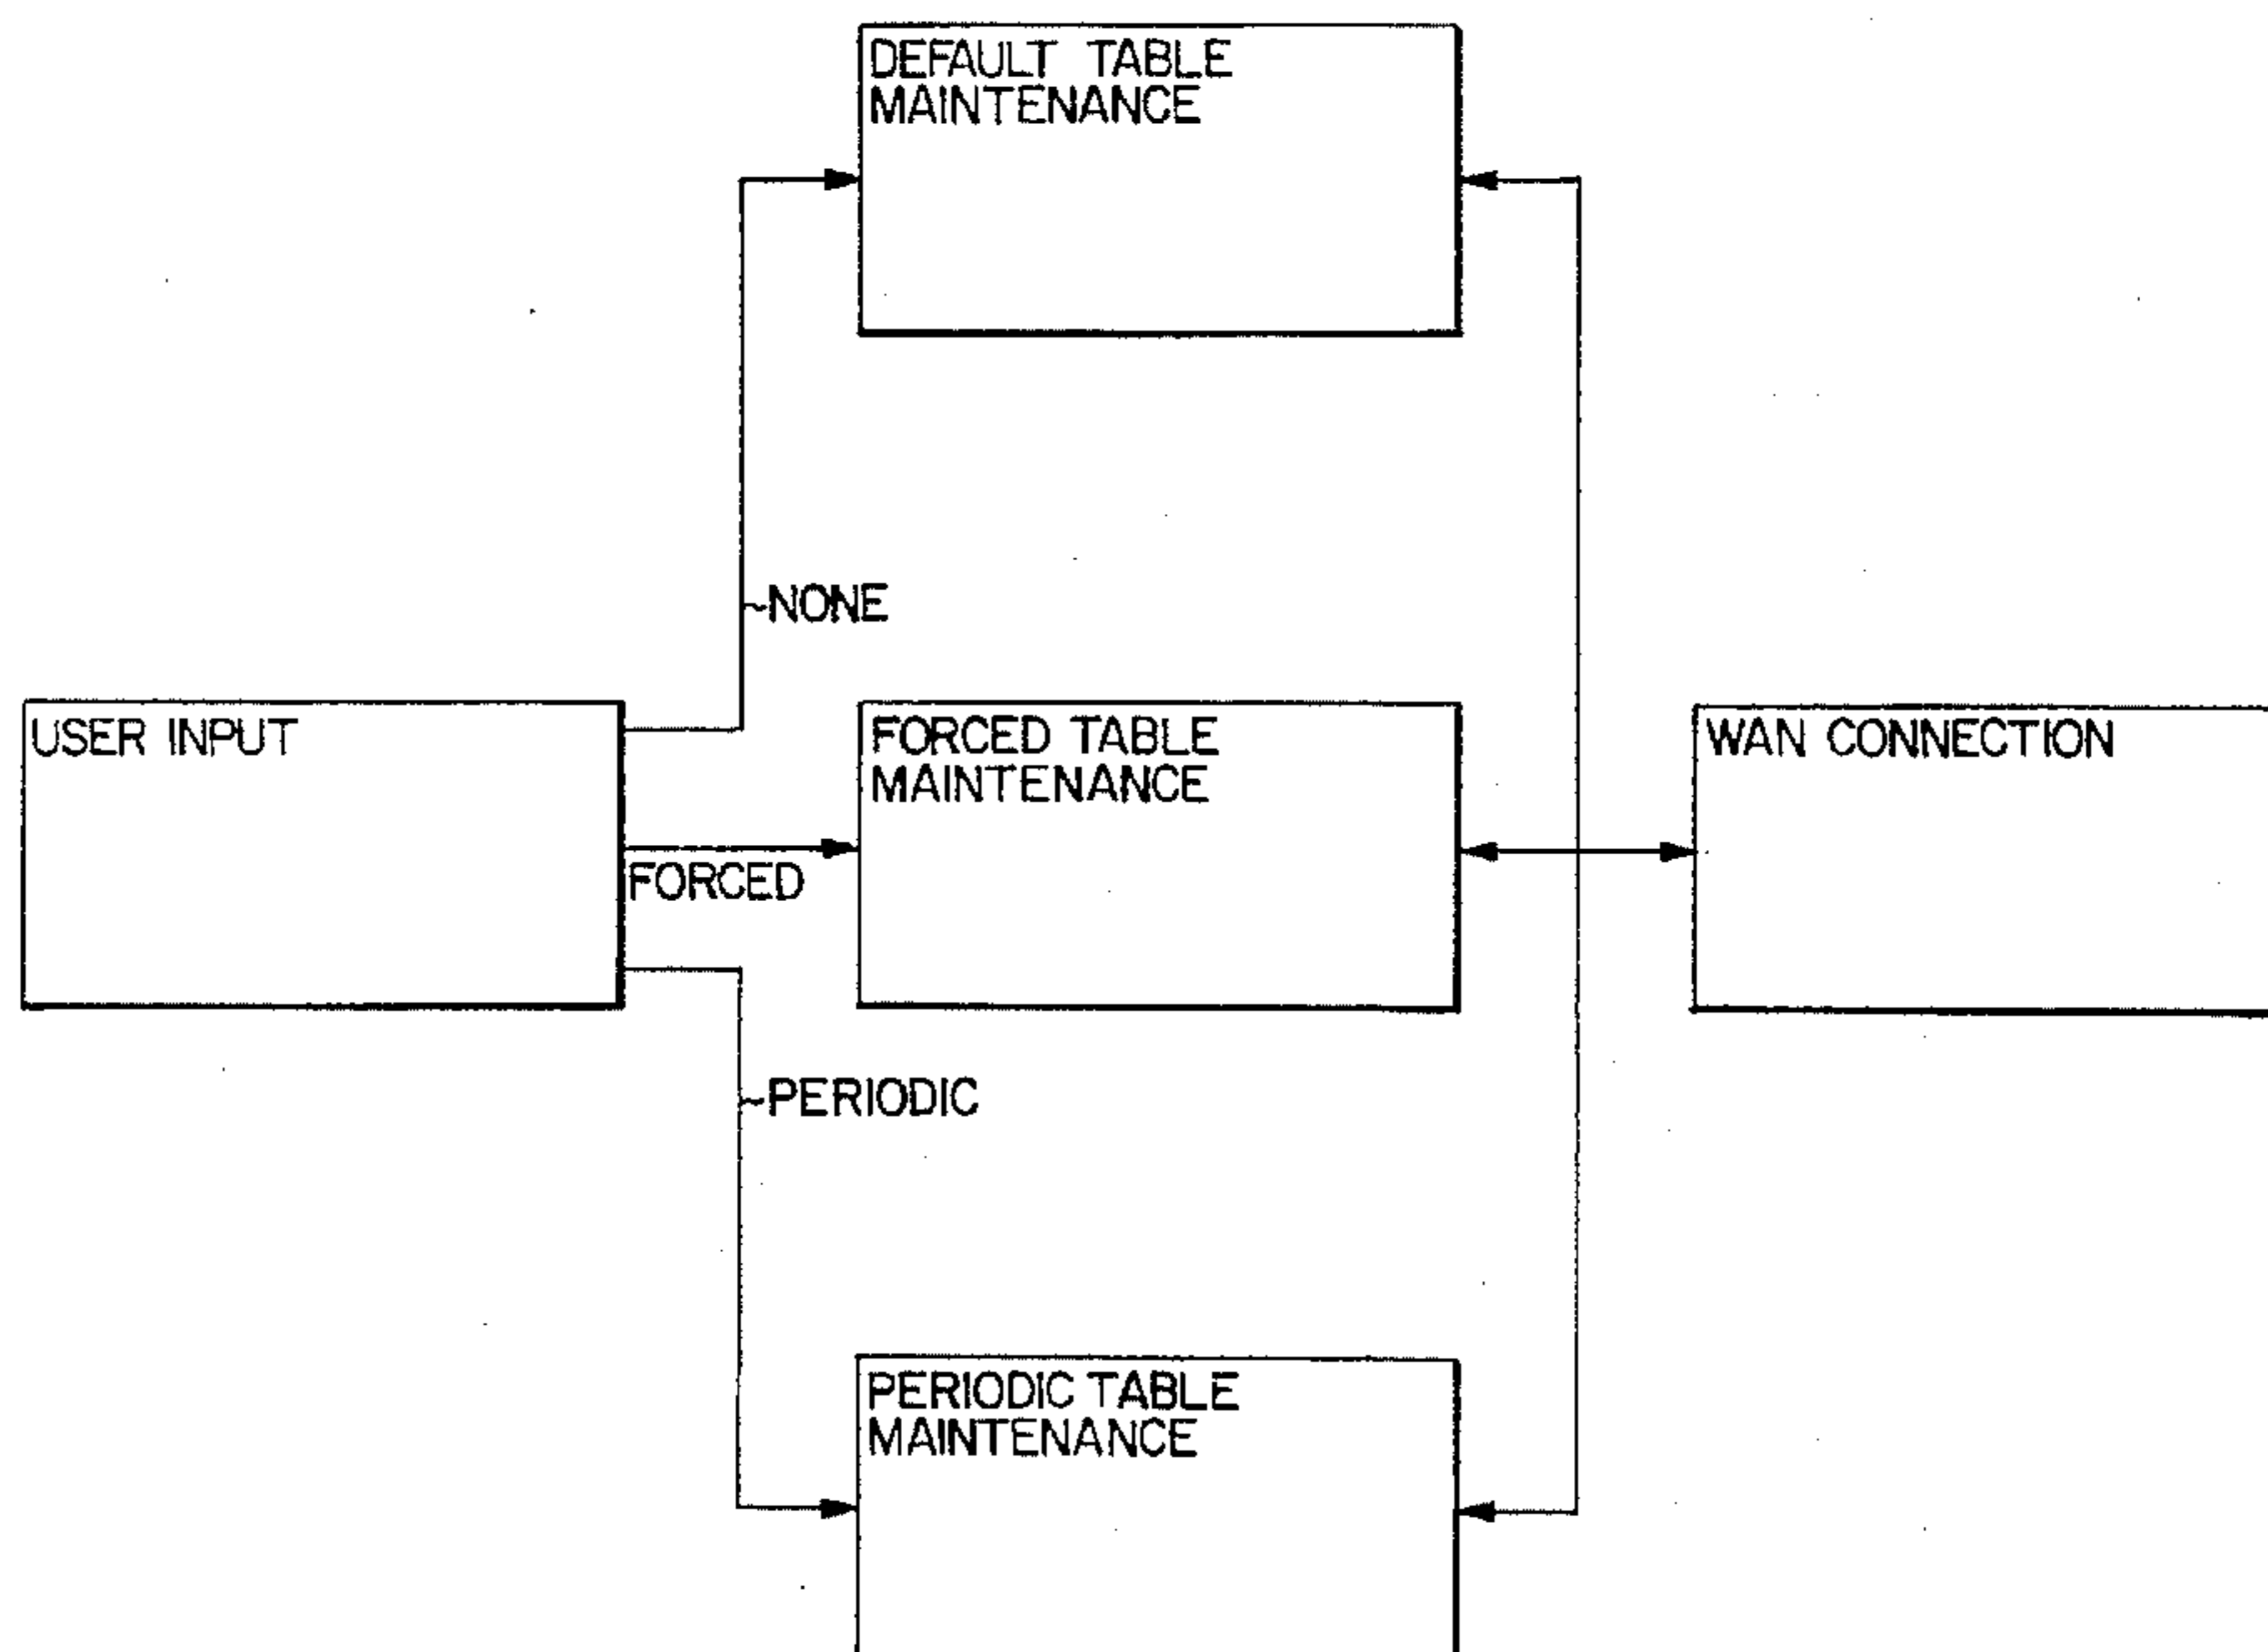 DEFAULT TABLE
MAINTENANCE
NONE
USER INPUT
FORCED TABLE
MAINTENANCE
WAN CONNECTION
FORCED
PERIODIC
PERIODIC TABLE
MAINTENANCE